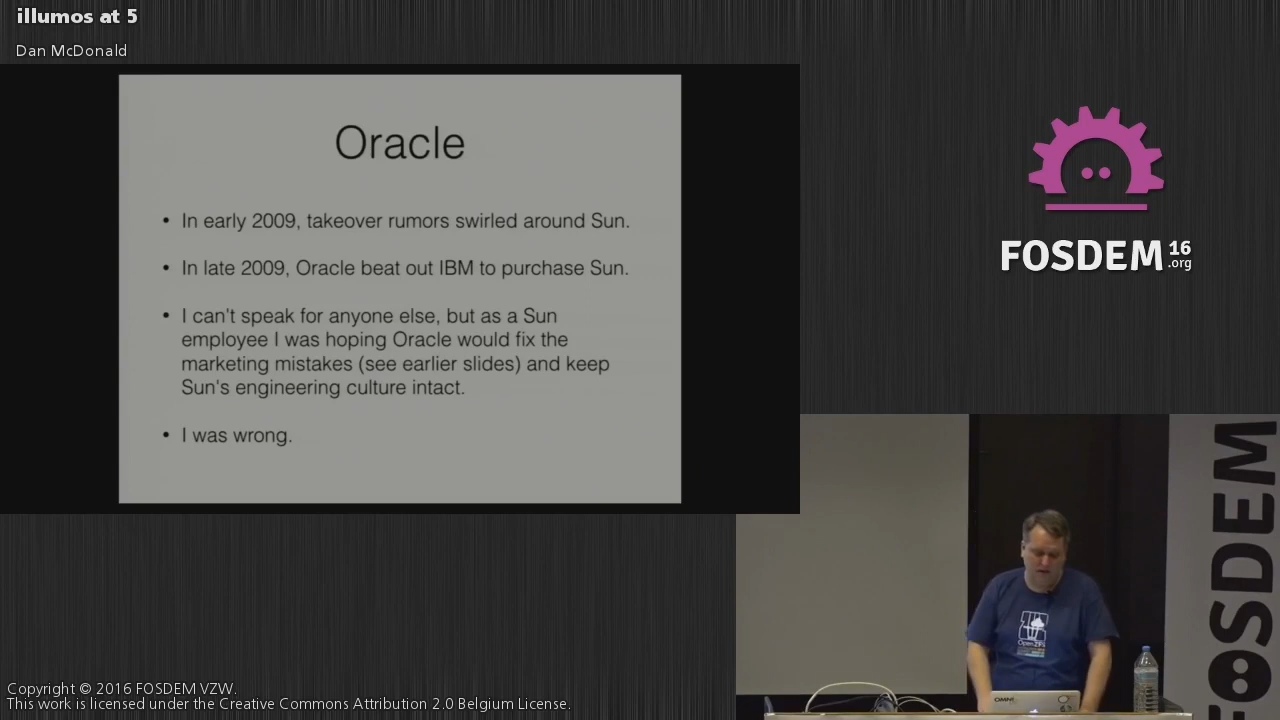 illumos at 5
Dan McDonald
Oracle
• In early 2009, takeover rumors swirled around Sun.
• In late 2009, Oracle beat out IBM to purchase Sun.
• I can't speak for anyone else, but as a Sun
employee I was hoping Oracle would fix the
marketing mistakes (see earlier slides) and keep
Sun's engineering culture intact.
• I was wrong.
FOSDEM 16
.org
FOSDEM
OpenZFS
OMNI
Copyright © 2016 FOSDEM VZW.
This work is licensed under the Creative Commons Attribution 2. Belgium License